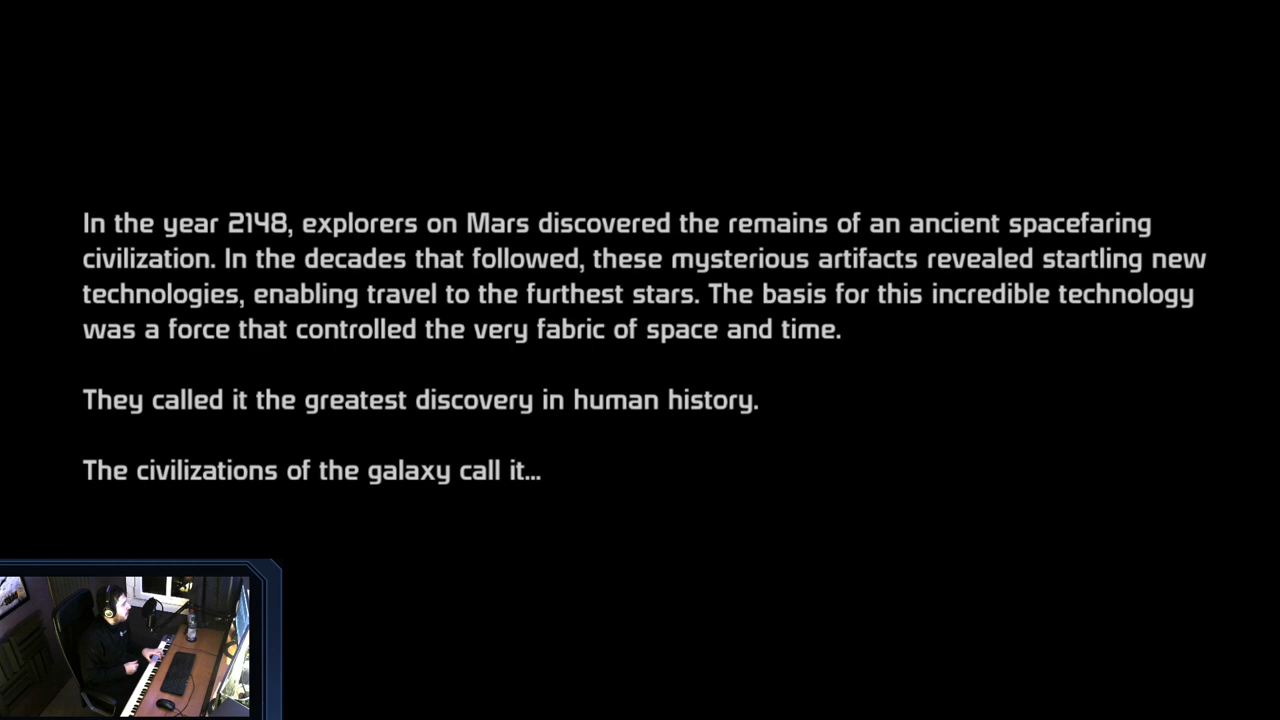 In the year 2148, explorers on Mars discovered the remains of an ancient spacefaring
civilization. In the decades that followed, these mysterious artifacts revealed startling new
technologies, enabling travel to the furthest stars. The basis for this incredible technology
was a force that controlled the very fabric of space and time.
They called it the greatest discovery in human history.
The civilizations of the galaxy call it...